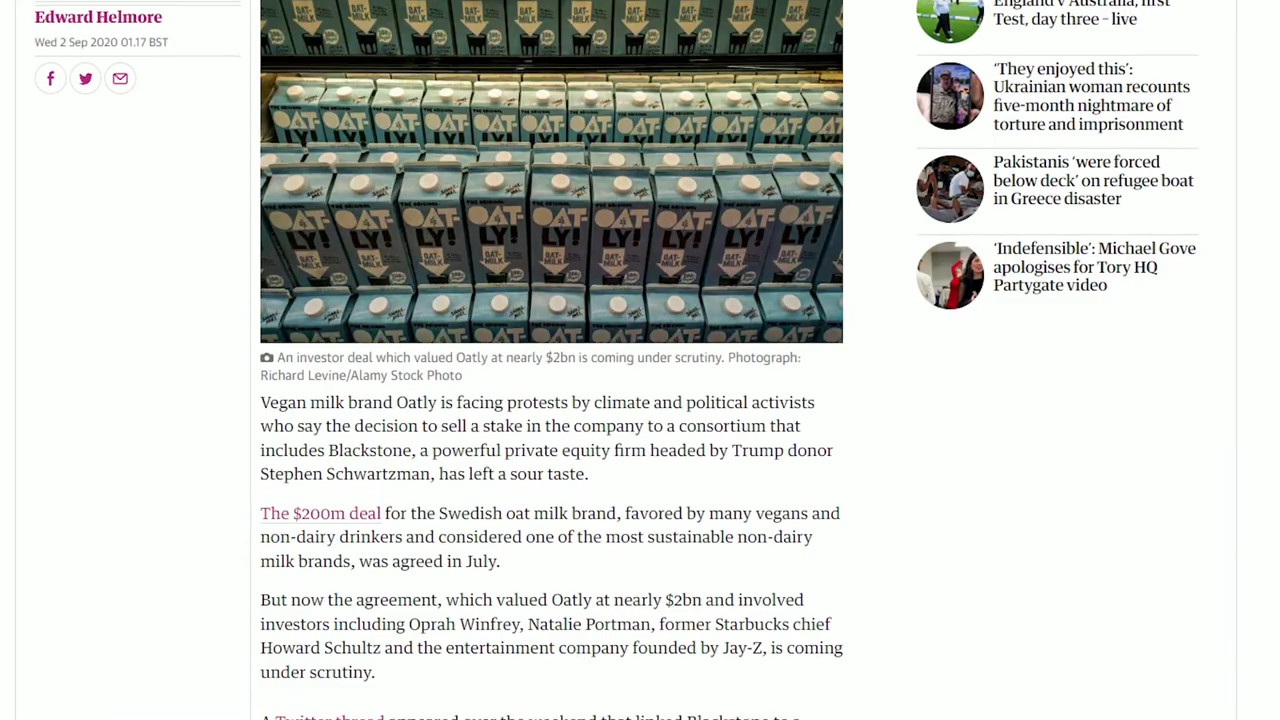 Edward Helmore
Wed 2 Sep 2020 01.17 BST
THE ORIGINAL
OAT-
LY!
OAT-
MILK
An investor deal which valued Oatly at nearly $2bn is coming under scrutiny. Photograph:
Richard Levine/Alamy Stock Photo
Vegan milk brand Oatly is facing protests by climate and political activists
who say the decision to sell a stake in the company to a consortium that
includes Blackstone, a powerful private equity firm headed by Trump donor
Stephen Schwartzman, has left a sour taste.
The $200m deal for the Swedish oat milk brand, favored by many vegans and
non-dairy drinkers and considered one of the most sustainable non-dairy
milk brands, was agreed in July.
But now the agreement, which valued Oatly at nearly $2bn and involved
investors including Oprah Winfrey, Natalie Portman, former Starbucks chief
Howard Schultz and the entertainment company founded by Jay-Z, is coming
under scrutiny.
A Twitter thread appeared over the weekend that linked Blackstone to a
England v Australia, first
Test, day three – live
‘They enjoyed this’:
Ukrainian woman recounts
five-month nightmare of
torture and imprisonment
Pakistanis ‘were forced
below deck’ on refugee boat
in Greece disaster
‘Indefensible’: Michael Gove
apologises for Tory HQ
Partygate video